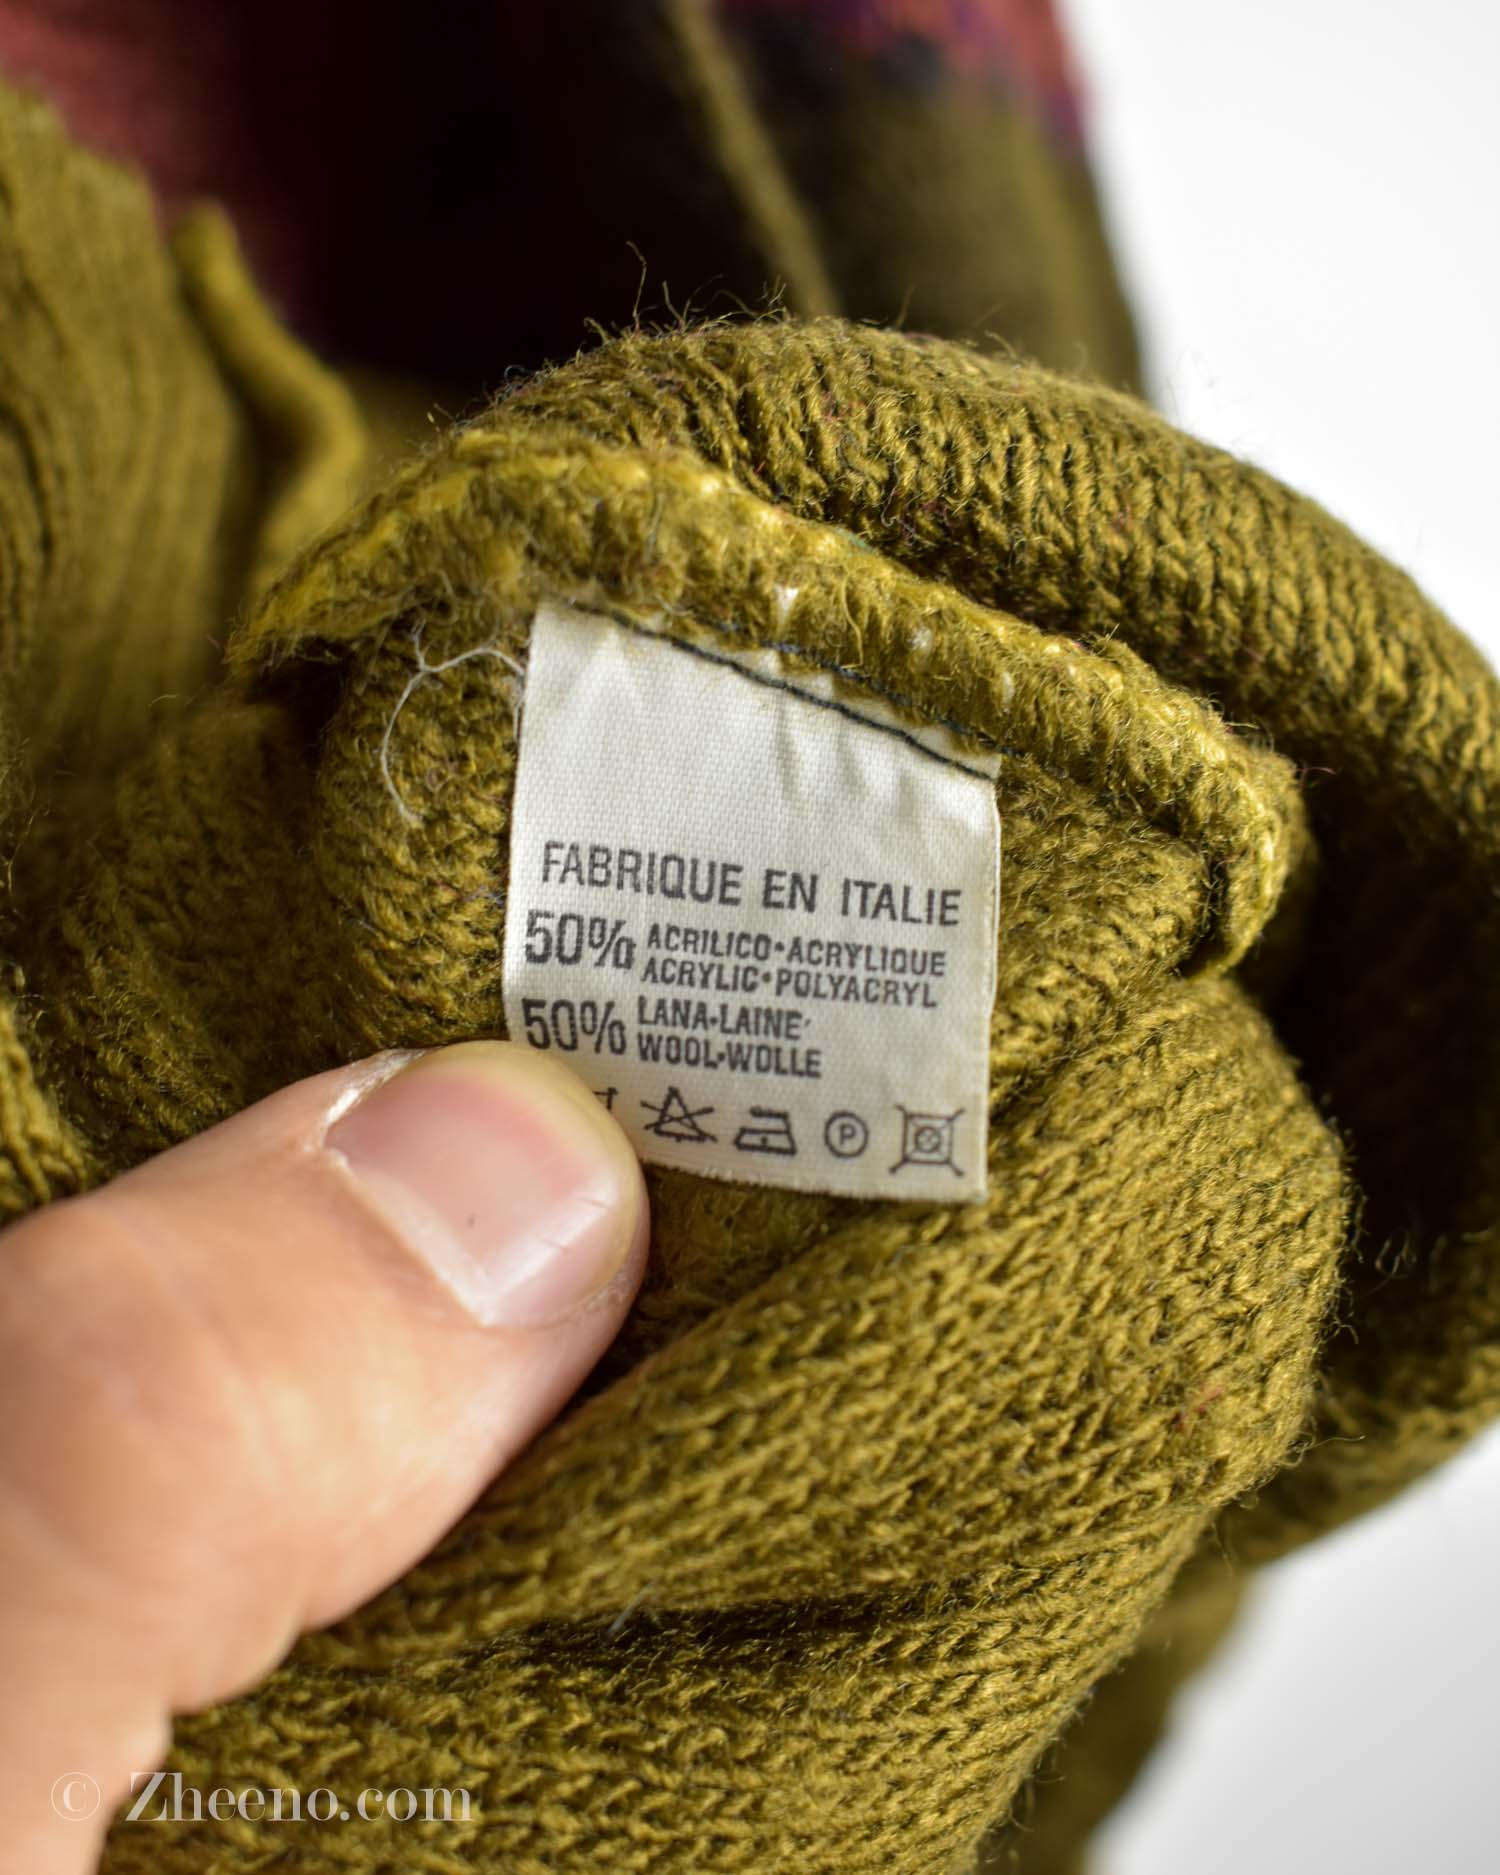 FABRIQUE EN ITALIE
50% ACRILICO•ACRYLIQUE
ACRYLIC•POLYACRYL
50% LANA•LAINE
WOOL•WOLLE
P
© Zheeno.com